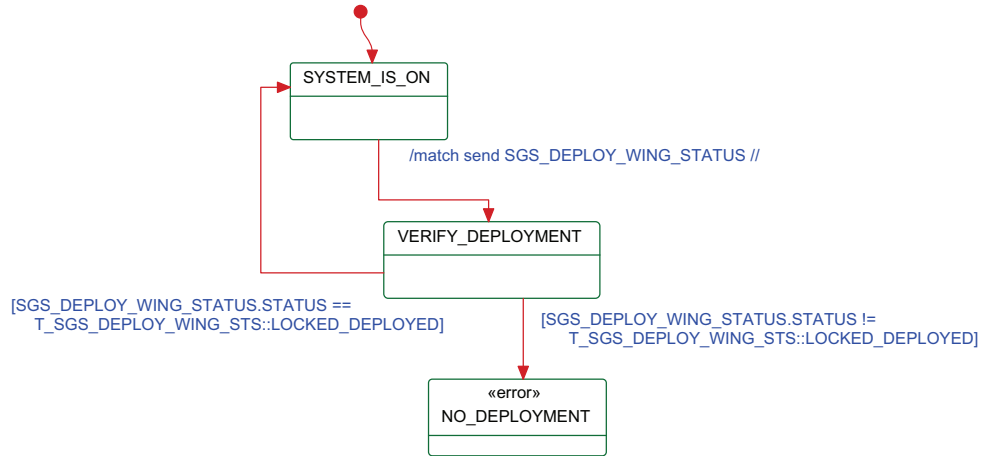 SYSTEM_IS_ON
/match send SGS_DEPLOY_WING_STATUS //
VERIFY_DEPLOYMENT
[SGS_DEPLOY_WING_STATUS.STATUS ==
T_SGS_DEPLOY_WING_STS::LOCKED_DEPLOYED]
[SGS_DEPLOY_WING_STATUS.STATUS !=
T_SGS_DEPLOY_WING_STS::LOCKED_DEPLOYED]
«error»
NO_DEPLOYMENT